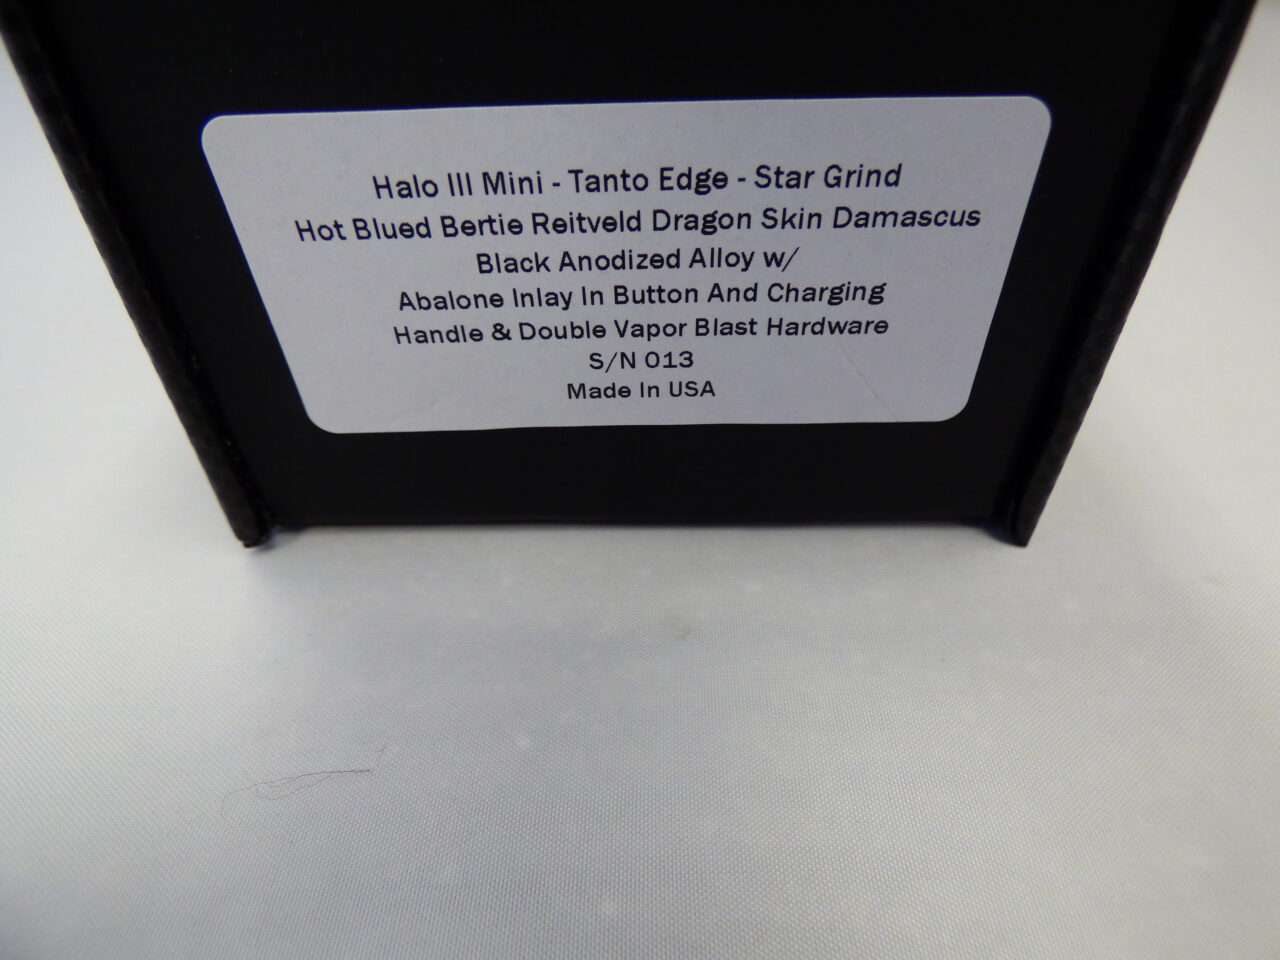 Halo III Mini - Tanto Edge - Star Grind
Hot Blued Bertie Reitveld Dragon Skin Damascus
Black Anodized Alloy w/
Abalone Inlay In Button And Charging
Handle & Double Vapor Blast Hardware
S/N 013
Made In USA